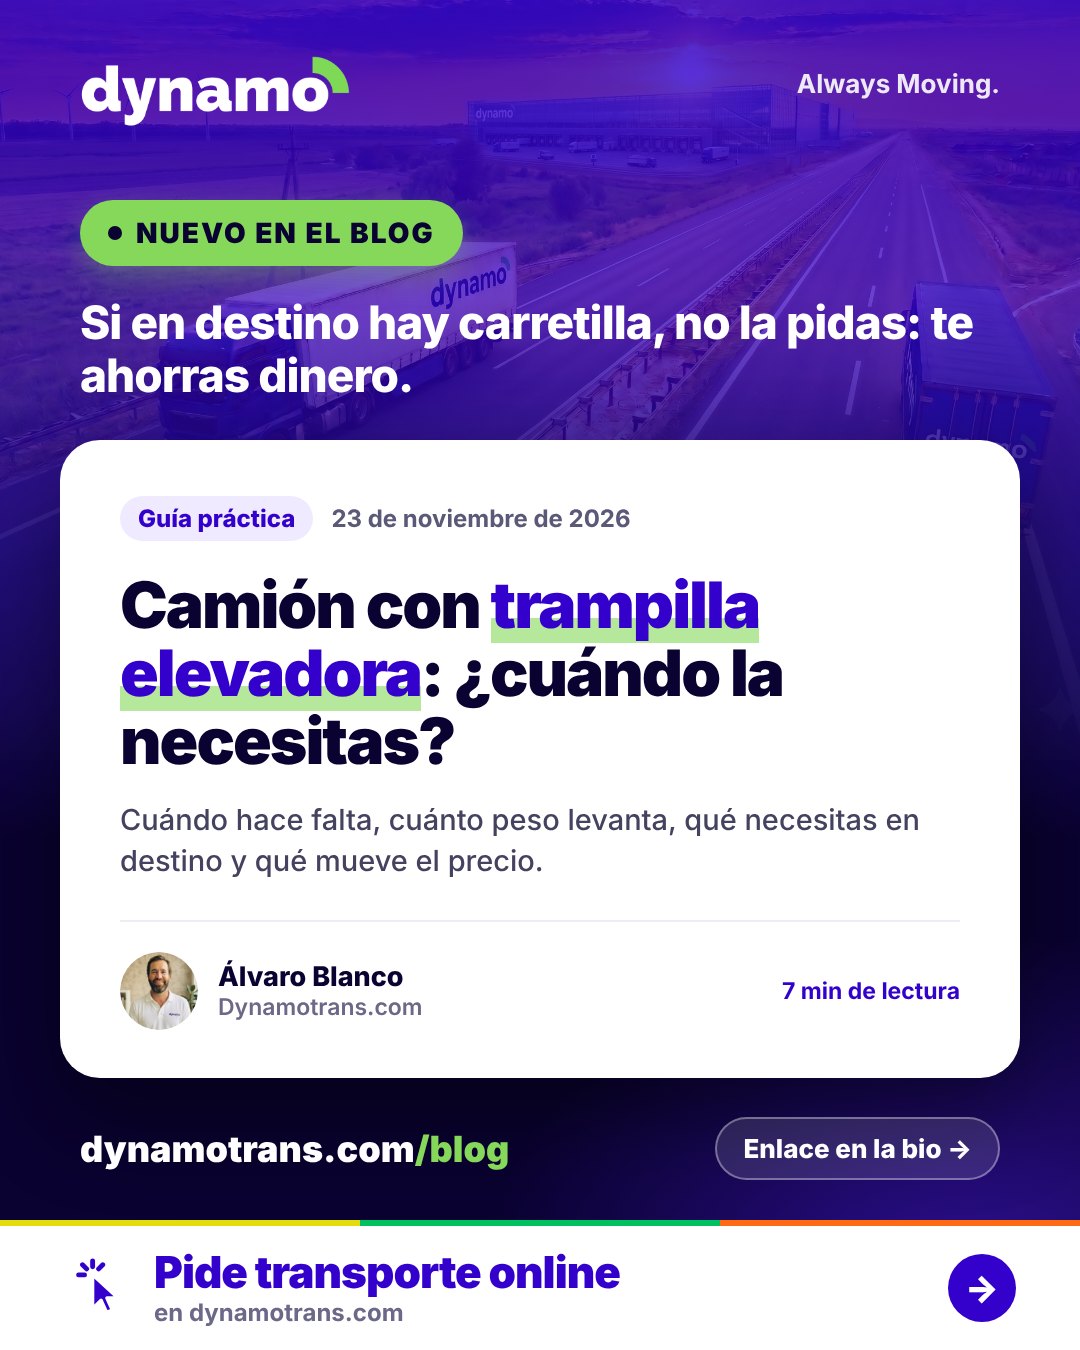 dynamo
Always Moving.
dynamo
NUEVO EN EL BLOG
dynamo
Si en destino hay carretilla, no la pidas: te
ahorras dinero.
Guía práctica
23 de noviembre de 2026
Camión con trampilla
elevadora: ¿cuándo la
necesitas?
Cuándo hace falta, cuánto peso levanta, qué necesitas en
destino y qué mueve el precio.
Álvaro Blanco
Dynamotrans.com
7 min de lectura
dynamotrans.com/blog
Enlace en la bio →
Pide transporte online
en dynamotrans.com